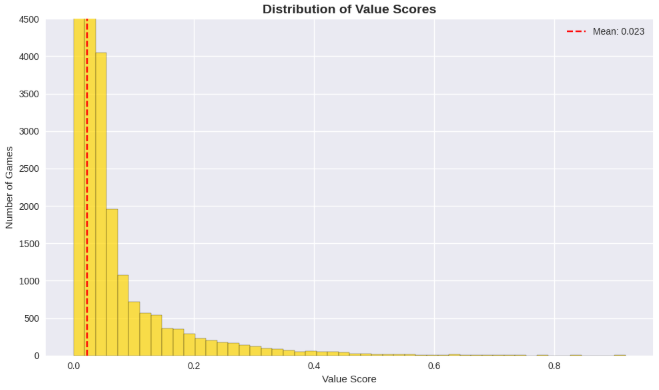 Distribution of Value Scores
Mean: 0.023
Number of Games
4500
4000
3500
3000
2500
2000
1500
1000
500
0
0.0 0.2 0.4 0.6 0.8
Value Score